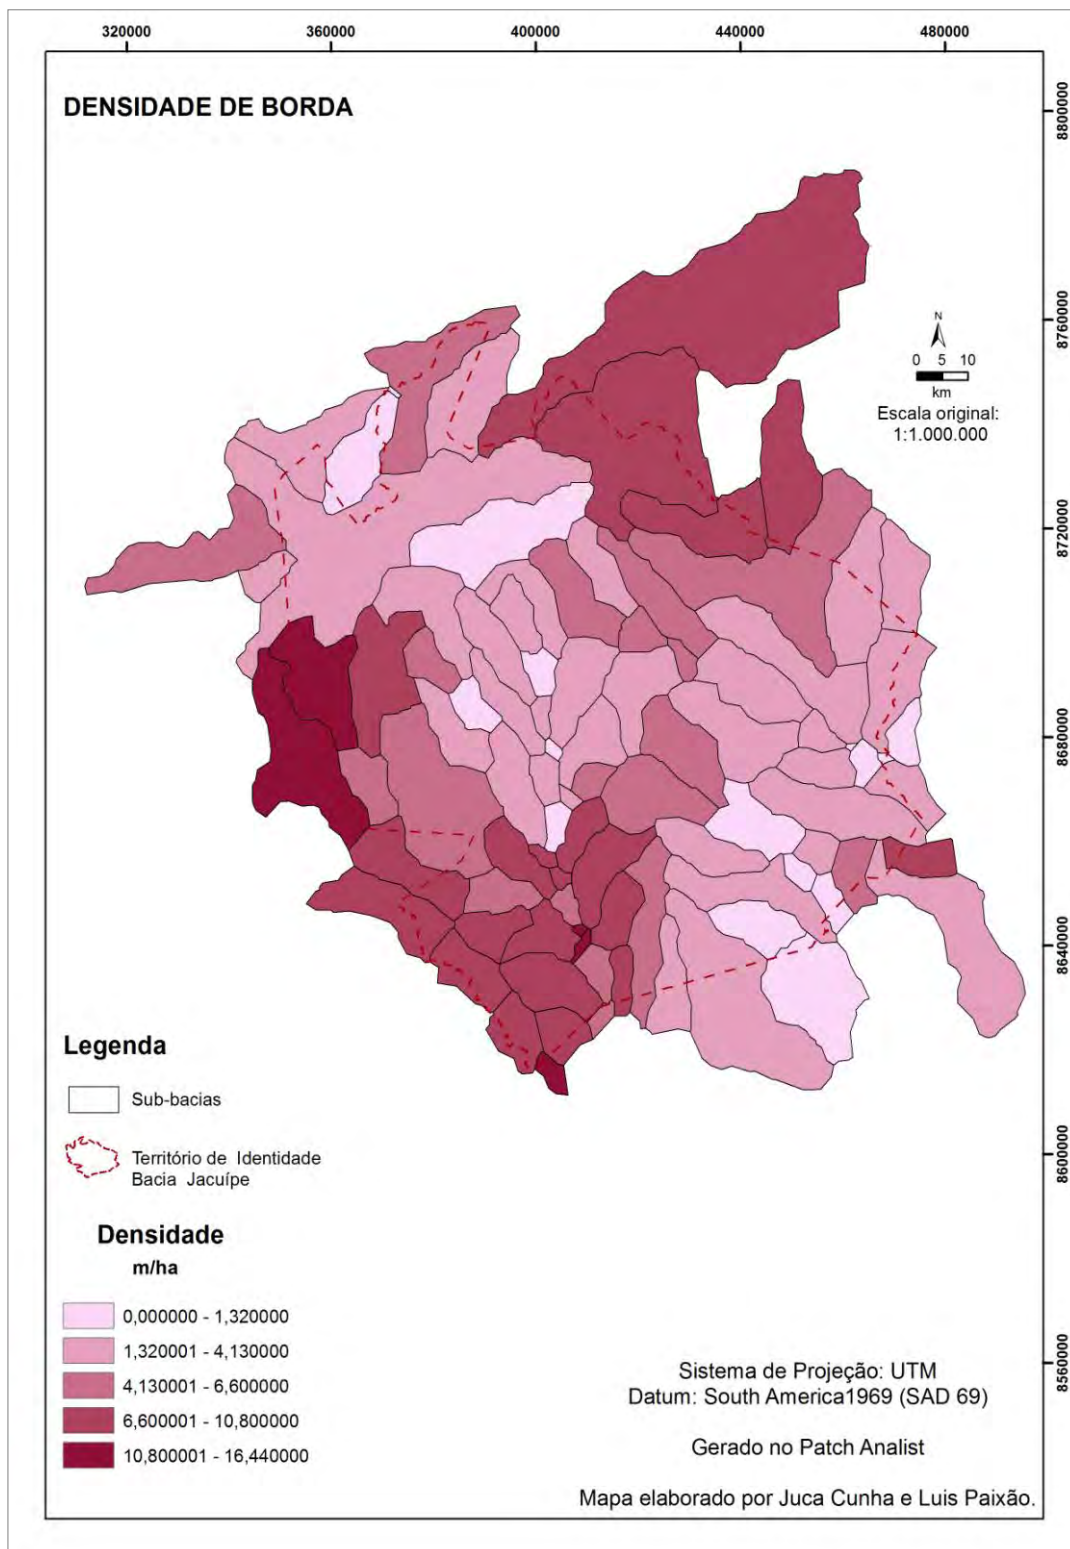 320000 360000 400000 440000 480000
DENSIDADE DE BORDA
8800000
8760000
8720000
8680000
8640000
8600000
8560000
N
0 5 10
km
Escala original:
1:1.000.000
Legenda
Sub-bacias
Território de Identidade
Bacia Jacuípe
Densidade
m/ha
0,000000 - 1,320000
1,320001 - 4,130000
4,130001 - 6,600000
6,600001 - 10,800000
10,800001 - 16,440000
Sistema de Projeção: UTM
Datum: South America1969 (SAD 69)
Gerado no Patch Analist
Mapa elaborado por Juca Cunha e Luis Paixão.